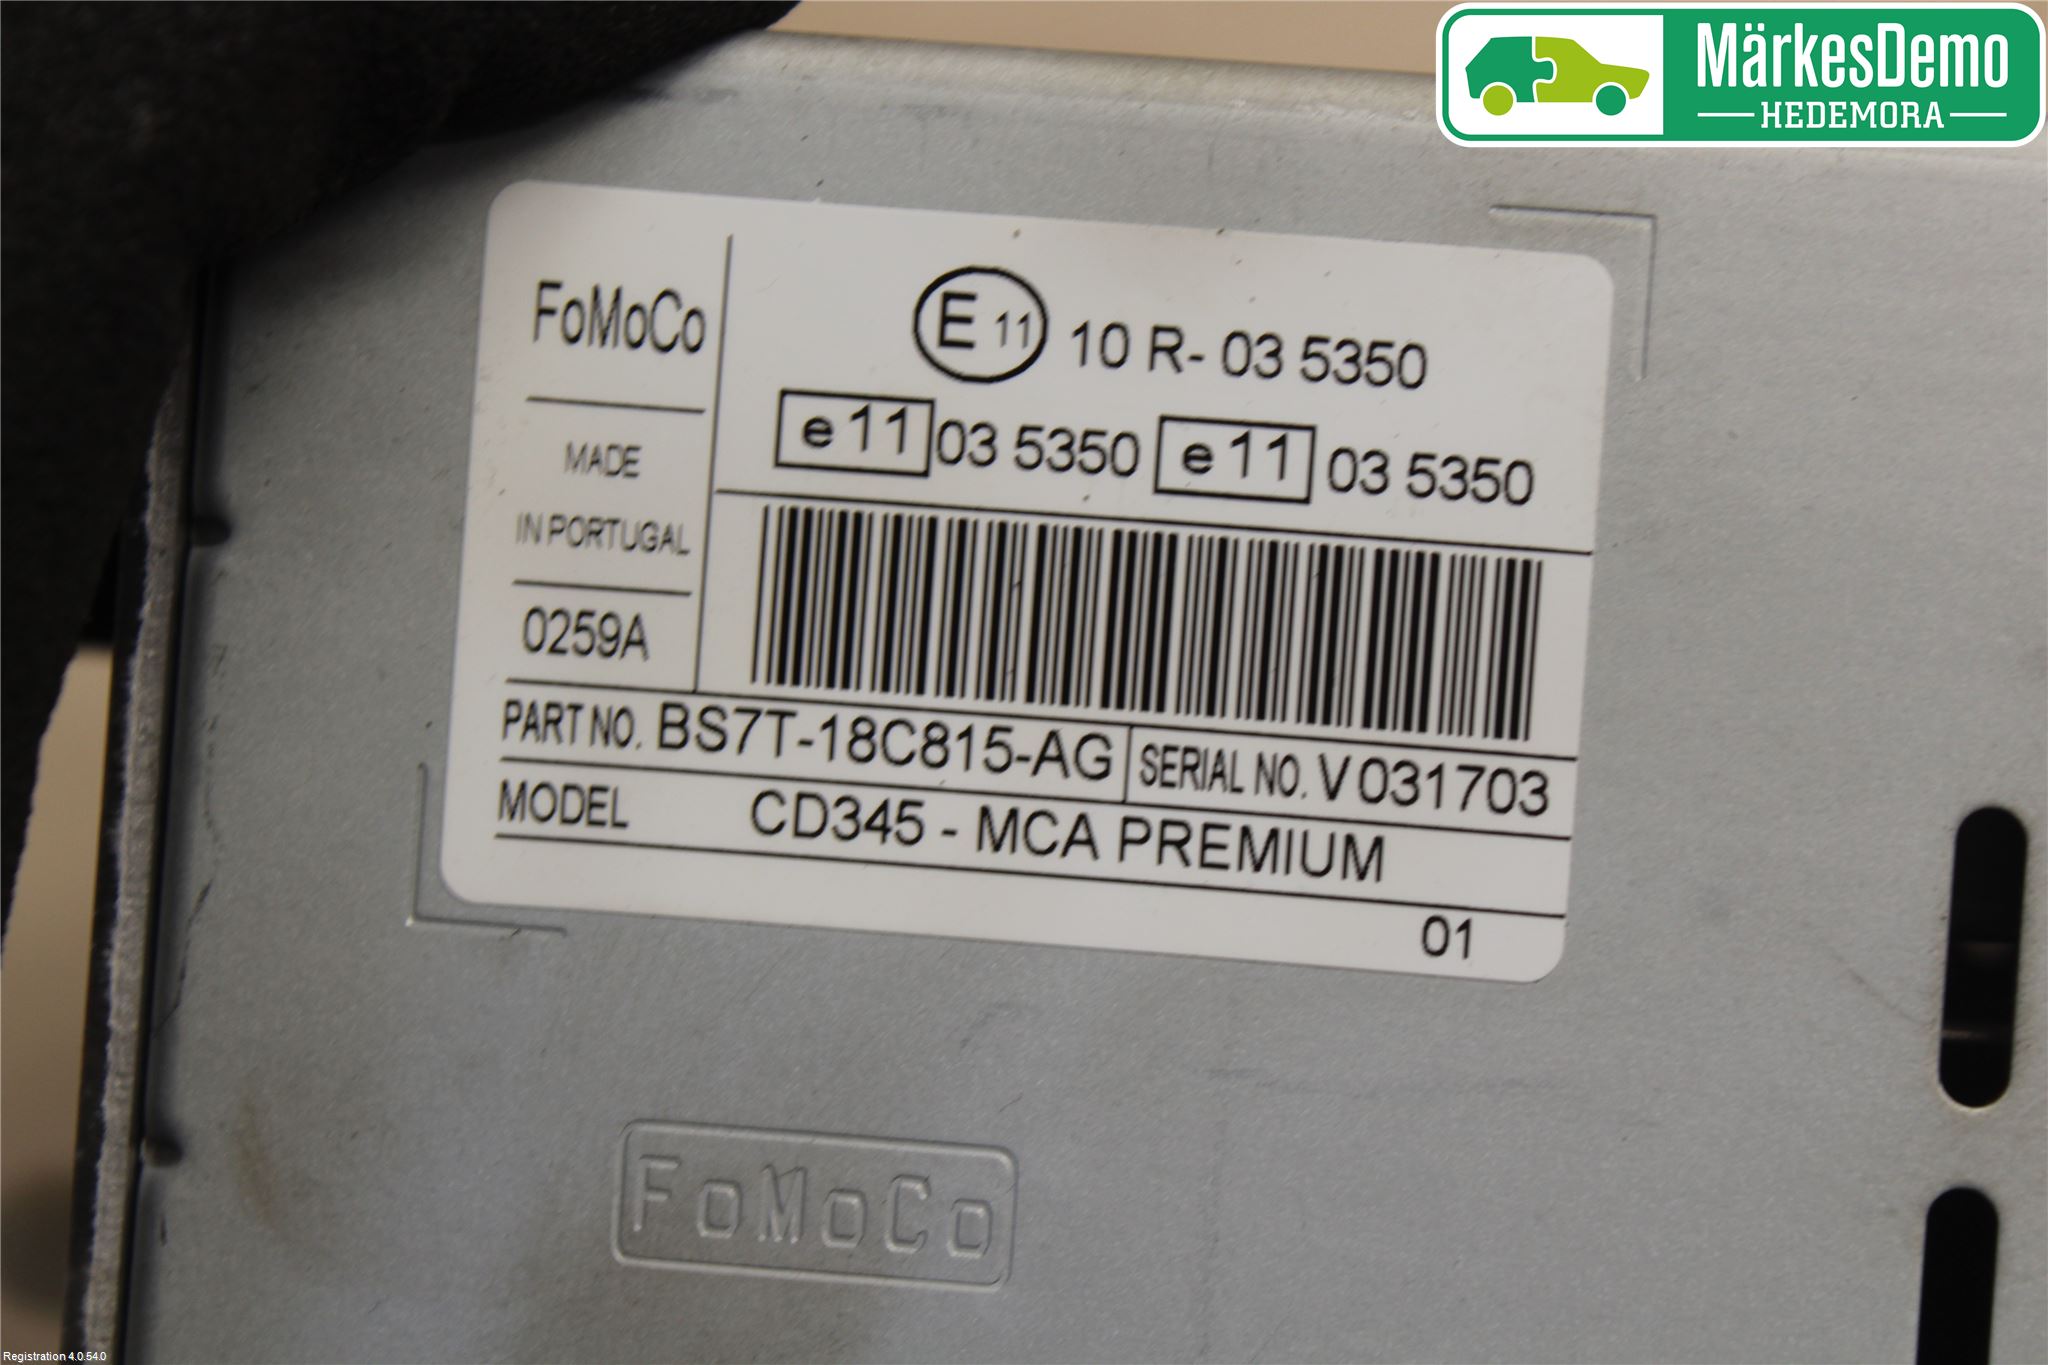 MärkesDemo
HEDEMORA
FoMoCo
E 11 10 R- 03 5350
e 11 03 5350 e 11 03 5350
MADE
IN PORTUGAL
0259A
PART NO. BS7T-18C815-AG SERIAL NO. V031703
MODEL CD345 - MCA PREMIUM
01
FoMoCo
Registration 4.0.54.0